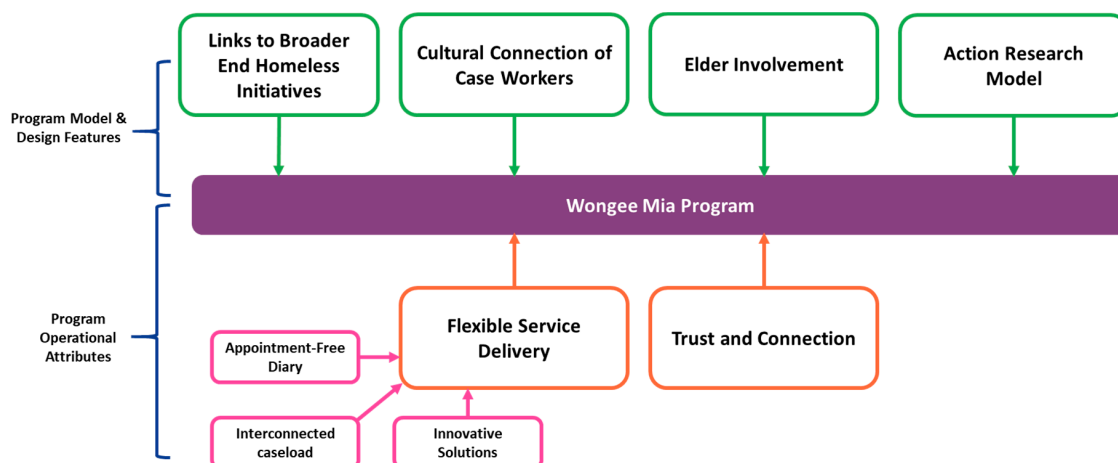 Links to Broader
End Homeless
Initiatives
Cultural Connection of
Case Workers
Elder Involvement
Action Research
Model
Program Model &
Design Features
Wongee Mia Program
Program
Operational
Attributes
Flexible Service
Delivery
Trust and Connection
Appointment-Free
Diary
Interconnected
caseload
Innovative
Solutions